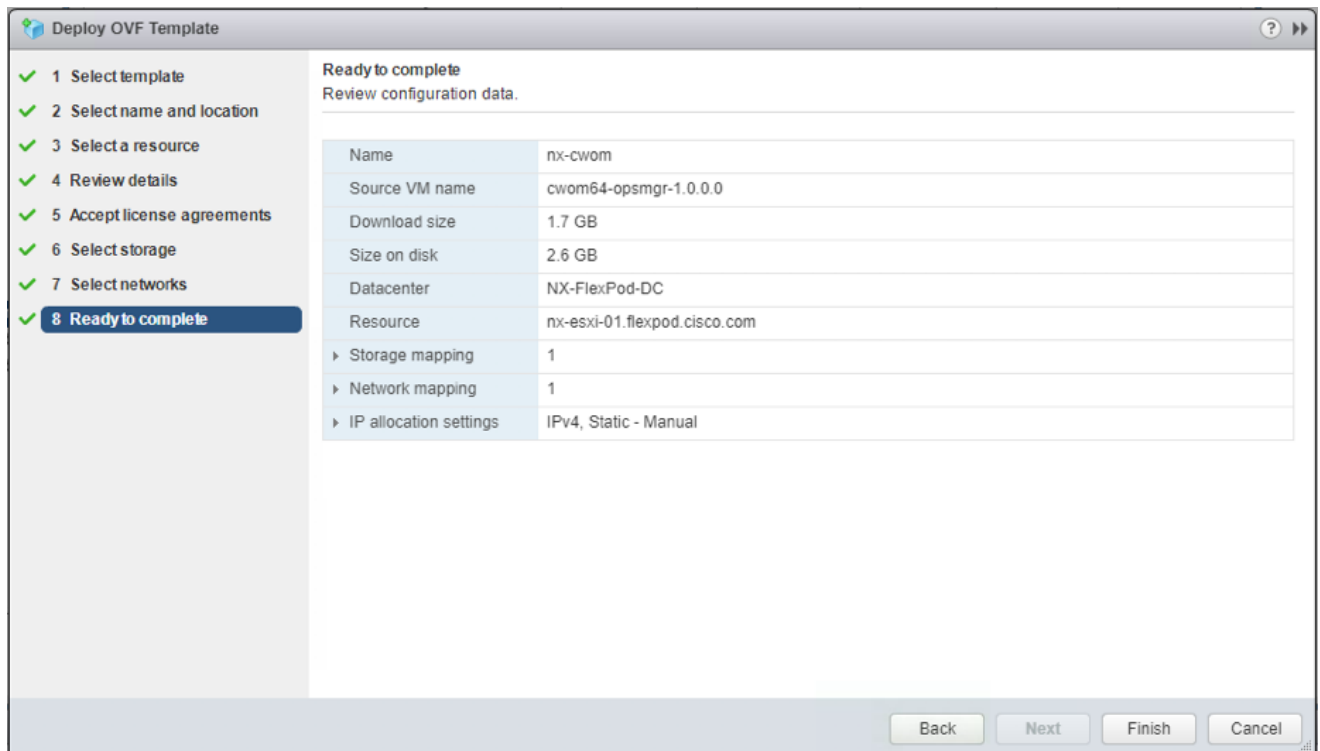 Deploy OVF Template
?
1 Select template
2 Select name and location
3 Select a resource
4 Review details
5 Accept license agreements
6 Select storage
7 Select networks
8 Ready to complete
Ready to complete
Review configuration data.
Name nx-cwom
Source VM name cwom64-opsmgr-1.0.0.0
Download size 1.7 GB
Size on disk 2.6 GB
Datacenter NX-FlexPod-DC
Resource nx-esxi-01.flexpod.cisco.com
Storage mapping 1
Network mapping 1
IP allocation settings IPv4, Static - Manual
Back Next Finish Cancel